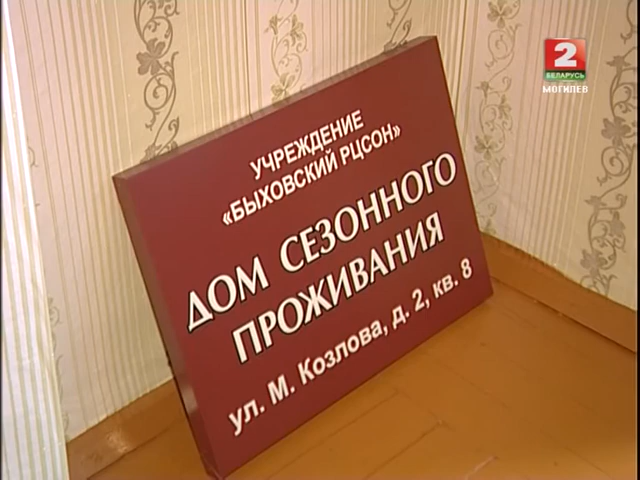 2
БЕЛАРУСЬ
МОГИЛЕВ
УЧРЕЖДЕНИЕ
«БЫХОВСКИЙ РЦСОН»
ДОМ СЕЗОННОГО
ПРОЖИВАНИЯ
ул. М. Козлова, д. 2, кв. 8